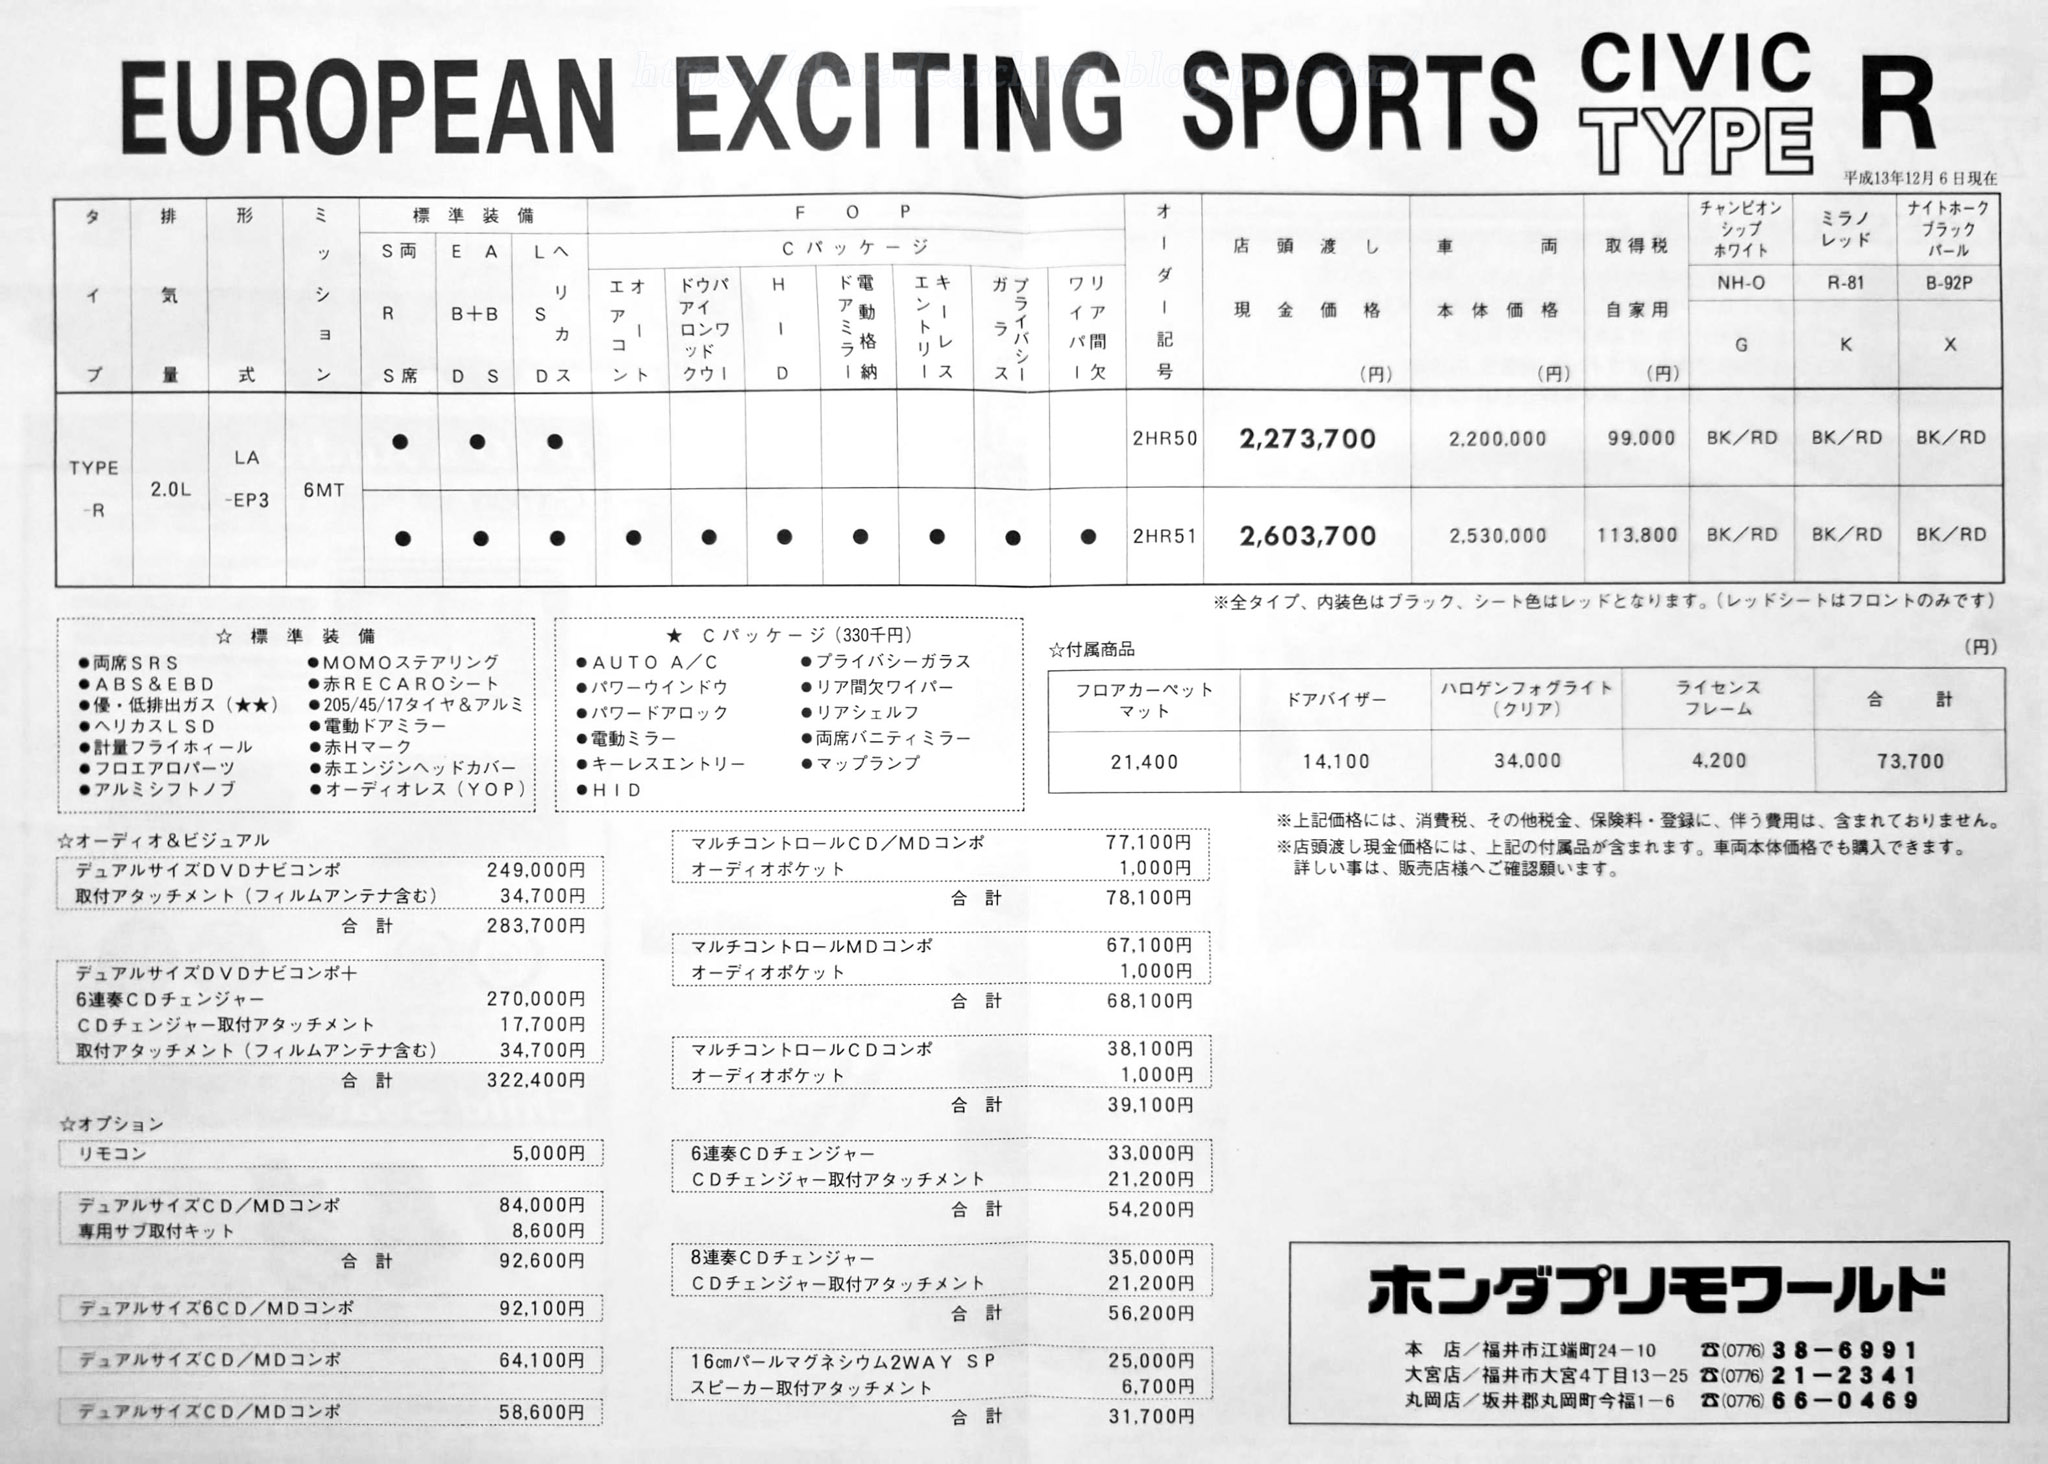 https://charadearchival.blogspot.com/
EUROPEAN EXCITING SPORTS CIVIC TYPE R
平成13年12月6日現在
タイプ 排気量 形式 ミッション 標準装備 FOP オーダー記号 店頭渡し現金価格(円) 車両本体価格(円) 取得税自家用(円) チャンピオンシップホワイト ミラノレッド ナイトホークブラックパール
Cパッケージ
両席SRS ABS+EBD ヘリカルLSD オートエアコン パワードアロックパワーウインドウ HID 電動格納ドアミラー キーレスエントリー プライバシーガラス リア間欠ワイパー NH-O R-81 B-92P
G K X
TYPE-R 2.0L LA-EP3 6MT
● ● ● 2HR50 2,273,700 2,200,000 99,000 BK/RD BK/RD BK/RD
● ● ● ● ● ● ● ● ● ● 2HR51 2,603,700 2,530,000 113,800 BK/RD BK/RD BK/RD
※全タイプ、内装色はブラック、シート色はレッドとなります。(レッドシートはフロントのみです)
☆ 標準装備
●両席SRS ●MOMOステアリング
●ABS&EBD ●赤RECAROシート
●優・低排出ガス(★★) ●205/45/17タイヤ&アルミ
●ヘリカスLSD ●電動ドアミラー
●計量フライホィール ●赤Hマーク
●フロエアロパーツ ●赤エンジンヘッドカバー
●アルミシフトノブ ●オーディオレス(YOP)
★ Cパッケージ(330千円)
●AUTO A/C ●プライバシーガラス
●パワーウインドウ ●リア間欠ワイパー
●パワードアロック ●リアシェルフ
●電動ミラー ●両席バニティミラー
●キーレスエントリー ●マップランプ
●HID
☆付属商品 (円)
フロアカーペットマット ドアバイザー ハロゲンフォグライト(クリア) ライセンスフレーム 合計
21,400 14,100 34,000 4,200 73,700
※上記価格には、消費税、その他税金、保険料・登録に、伴う費用は、含まれておりません。
※店頭渡し現金価格には、上記の付属品が含まれます。車両本体価格でも購入できます。
詳しい事は、販売店様へご確認願います。
☆オーディオ&ビジュアル
デュアルサイズDVDナビコンポ 249,000円
取付アタッチメント(フィルムアンテナ含む) 34,700円
合計 283,700円
デュアルサイズDVDナビコンポ+
6連奏CDチェンジャー 270,000円
CDチェンジャー取付アタッチメント 17,700円
取付アタッチメント(フィルムアンテナ含む) 34,700円
合計 322,400円
☆オプション
リモコン 5,000円
デュアルサイズCD/MDコンポ 84,000円
専用サブ取付キット 8,600円
合計 92,600円
デュアルサイズ6CD/MDコンポ 92,100円
デュアルサイズCD/MDコンポ 64,100円
デュアルサイズCD/MDコンポ 58,600円
マルチコントロールCD/MDコンポ 77,100円
オーディオポケット 1,000円
合計 78,100円
マルチコントロールMDコンポ 67,100円
オーディオポケット 1,000円
合計 68,100円
マルチコントロールCDコンポ 38,100円
オーディオポケット 1,000円
合計 39,100円
6連奏CDチェンジャー 33,000円
CDチェンジャー取付アタッチメント 21,200円
合計 54,200円
8連奏CDチェンジャー 35,000円
CDチェンジャー取付アタッチメント 21,200円
合計 56,200円
16cmパールマグネシウム2WAY SP 25,000円
スピーカー取付アタッチメント 6,700円
合計 31,700円
ホンダプリモワールド
本 店/福井市江端町24-10 ☎(0776)38-6991
大宮店/福井市大宮4丁目13-25 ☎(0776)21-2341
丸岡店/坂井郡丸岡町今福1-6 ☎(0776)66-0469